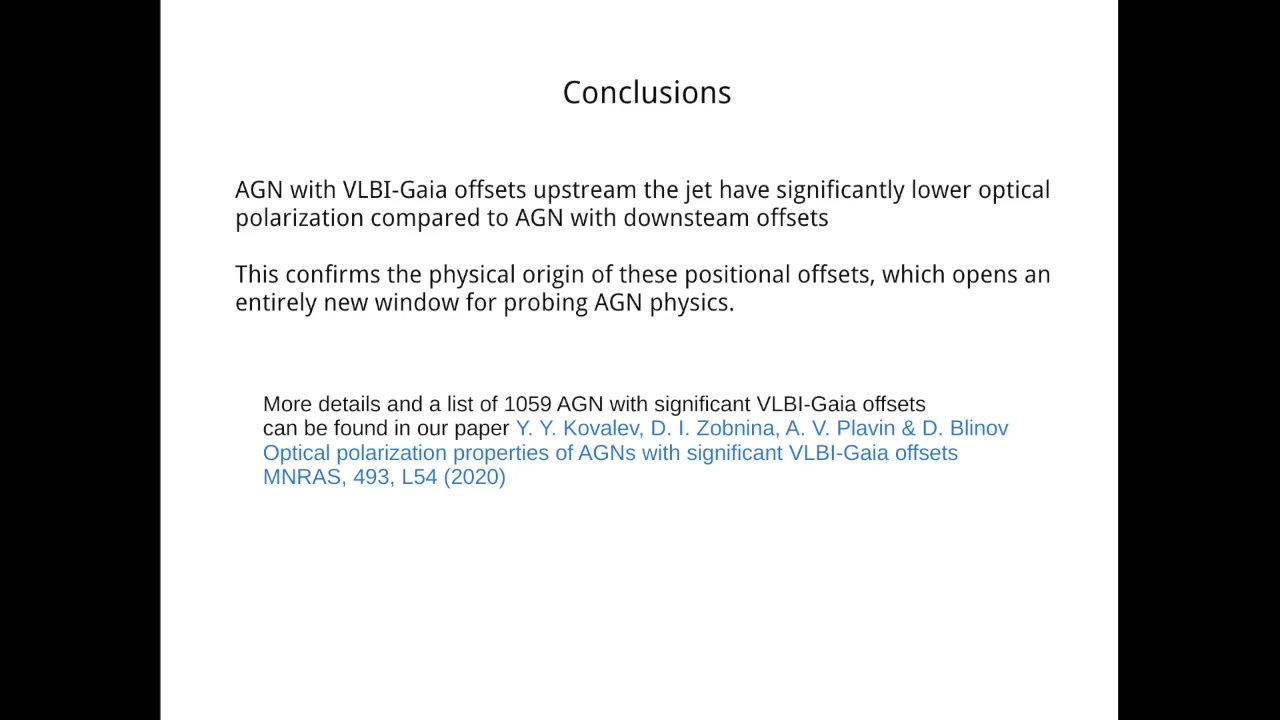 Conclusions
AGN with VLBI-Gaia offsets upstream the jet have significantly lower optical
polarization compared to AGN with downsteam offsets
This confirms the physical origin of these positional offsets, which opens an
entirely new window for probing AGN physics.
More details and a list of 1059 AGN with significant VLBI-Gaia offsets
can be found in our paper Y. Y. Kovalev, D. I. Zobnina, A. V. Plavin & D. Blinov
Optical polarization properties of AGNs with significant VLBI-Gaia offsets
MNRAS, 493, L54 (2020)